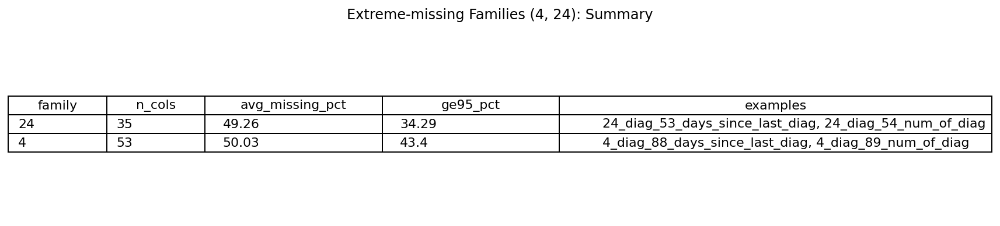 Extreme-missing Families (4, 24): Summary
family n_cols avg_missing_pct ge95_pct examples
24 35 49.26 34.29 24_diag_53_days_since_last_diag, 24_diag_54_num_of_diag
4 53 50.03 43.4 4_diag_88_days_since_last_diag, 4_diag_89_num_of_diag